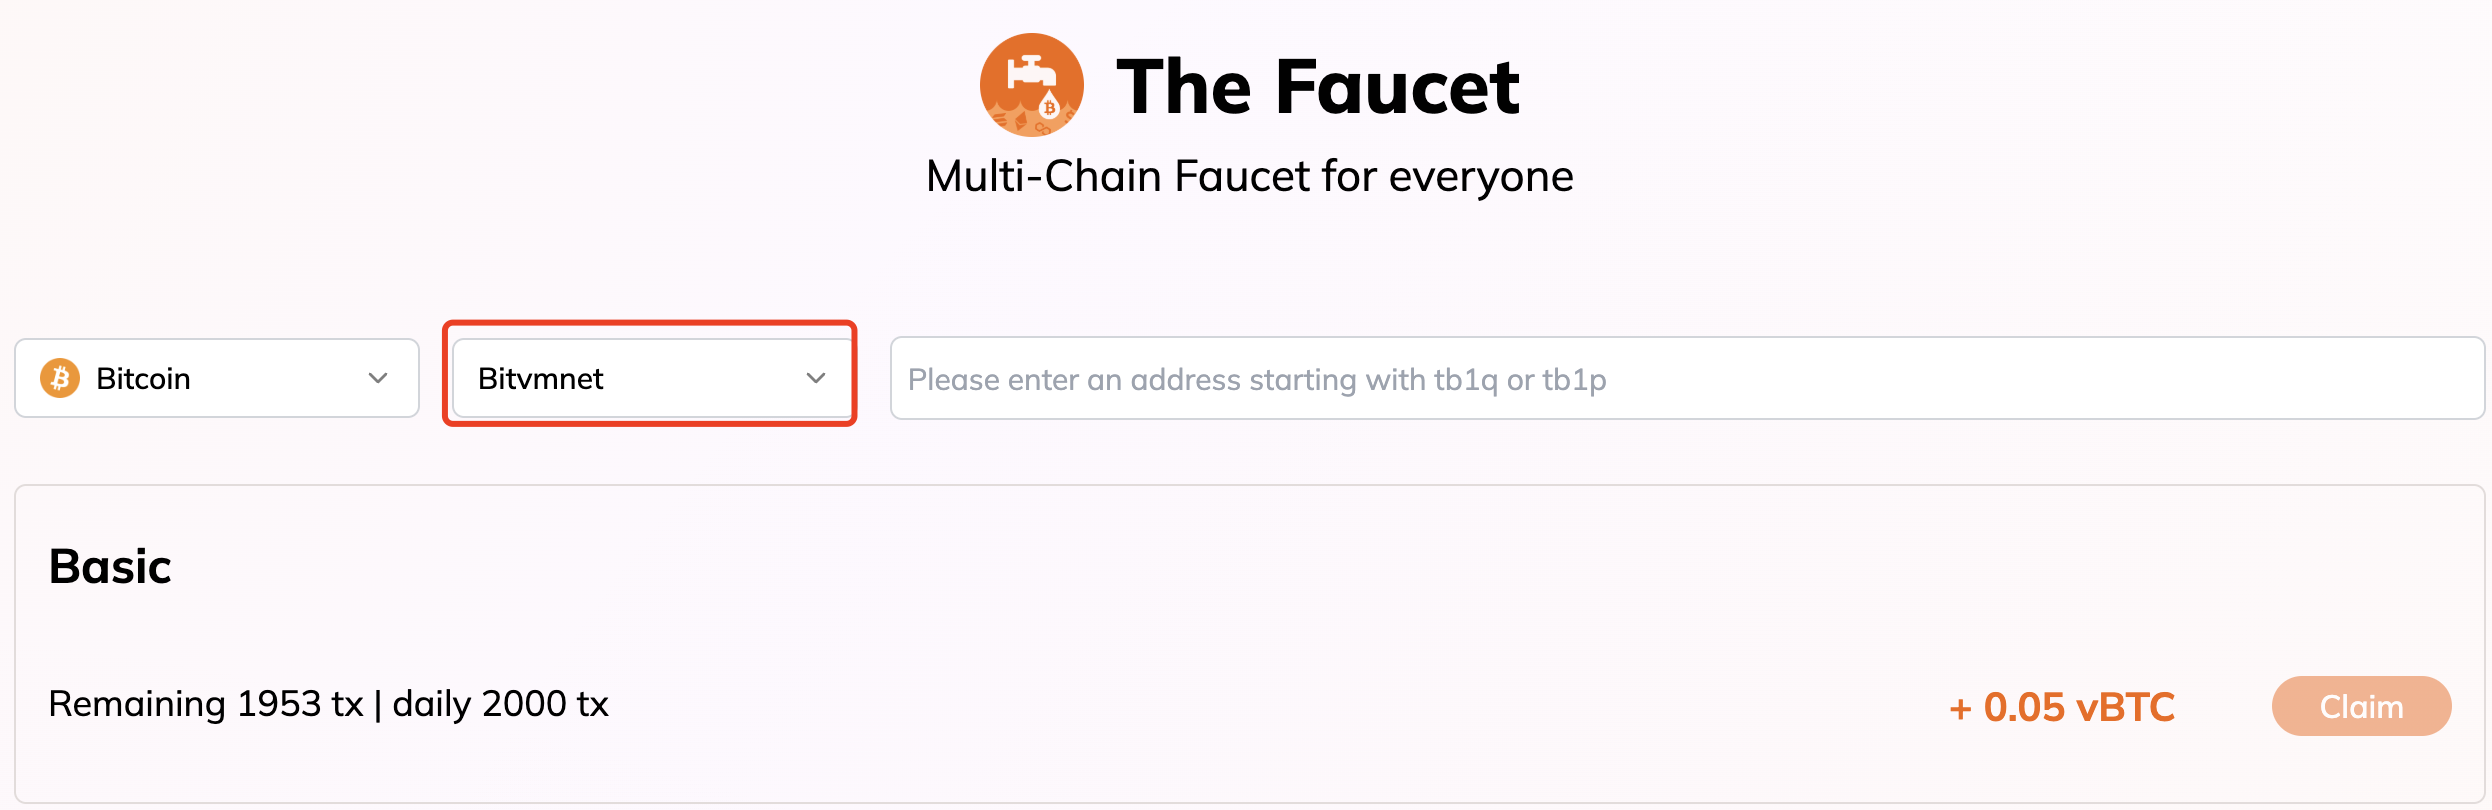 The Faucet
Multi-Chain Faucet for everyone
Bitcoin
Bitvmnet
Please enter an address starting with tb1q or tb1p
Basic
Remaining 1953 tx | daily 2000 tx
+ 0.05 vBTC
Claim